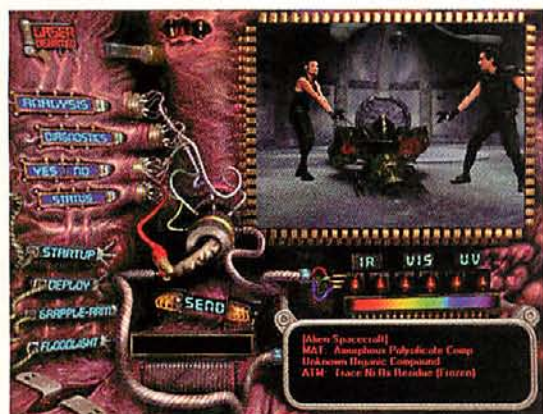 LASER
ANALYSIS
DIAGNOSTICS
YES NO
STATUS
STARTUP
DEPLOY
GRAPPLE-ARM
FLOODLIGHT
SEND
IR VIS UV
[Alien Spacecraft]
MAT: Amorphous Polysilicate Comp
Unknown Organic Compound
ATM: Trace Ni Ox Residue (Frozen)